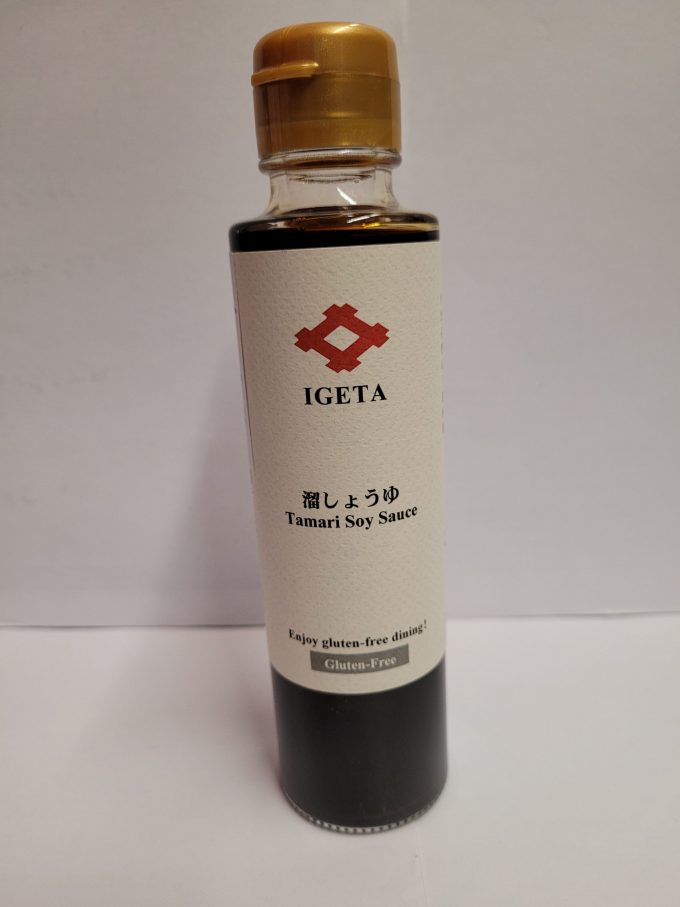 IGETA
溜しょうゆ
Tamari Soy Sauce
Enjoy gluten-free dining!
Gluten-Free